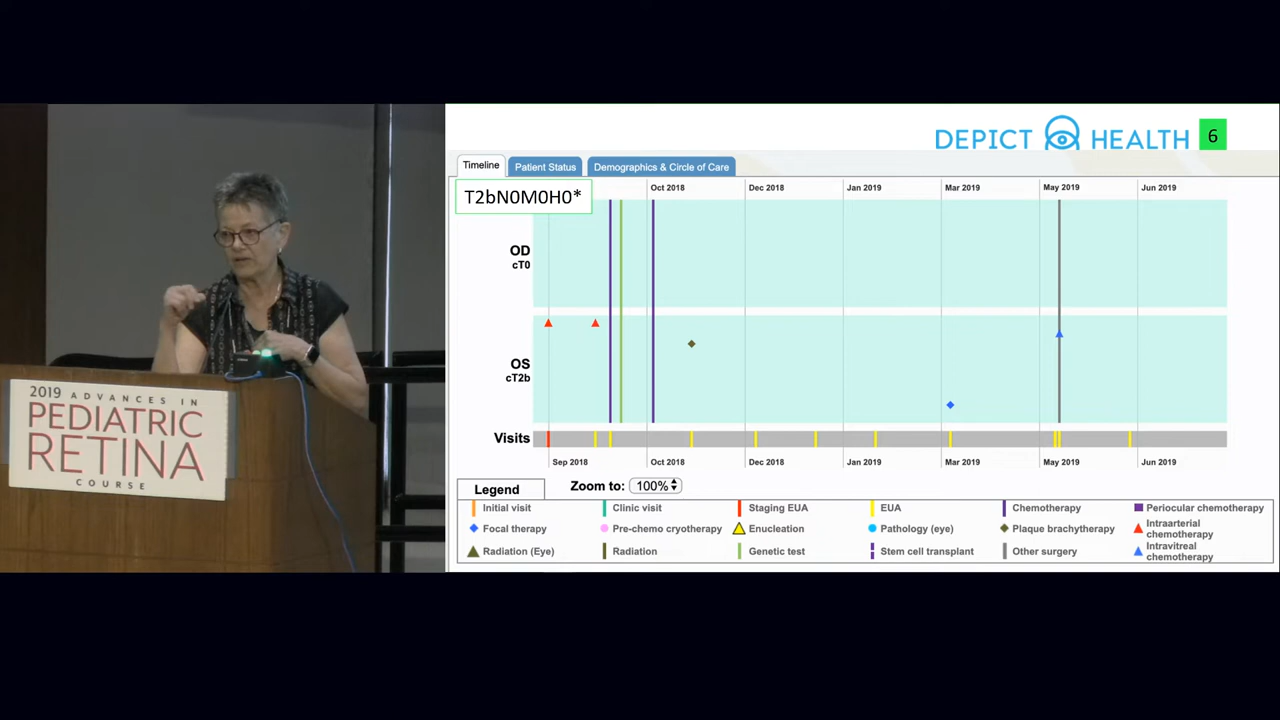 2019 ADVANCES IN
PEDIATRIC
RETINA
COURSE
DEPICT HEALTH 6
Timeline Patient Status Demographics & Circle of Care
T2bN0M0H0*
Oct 2018 Dec 2018 Jan 2019 Mar 2019 May 2019 Jun 2019
OD
cT0
OS
cT2b
Visits
Sep 2018 Oct 2018 Dec 2018 Jan 2019 Mar 2019 May 2019 Jun 2019
Legend Zoom to: 100%
Initial visit Clinic visit Staging EUA EUA Chemotherapy Periocular chemotherapy
Focal therapy Pre-chemo cryotherapy Enucleation Pathology (eye) Plaque brachytherapy Intraarterial chemotherapy
Radiation (Eye) Radiation Genetic test Stem cell transplant Other surgery Intravitreal chemotherapy